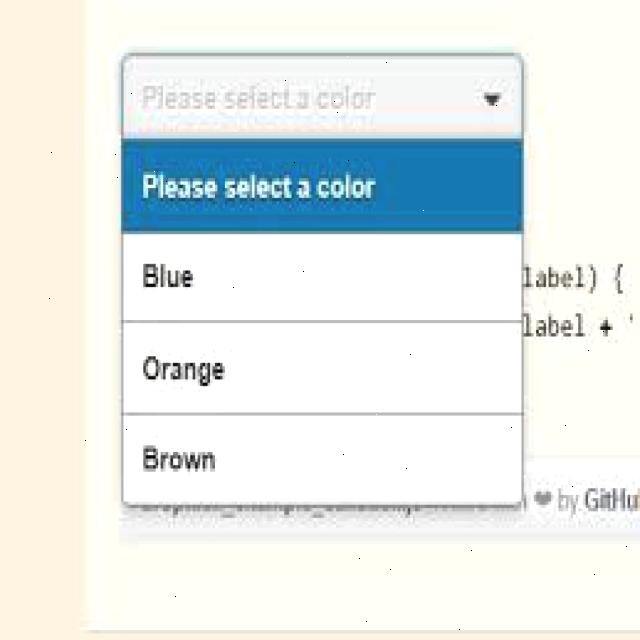 Please select a color
Please select a color
Blue
label) {
label + '
Orange
Brown
by GitHu